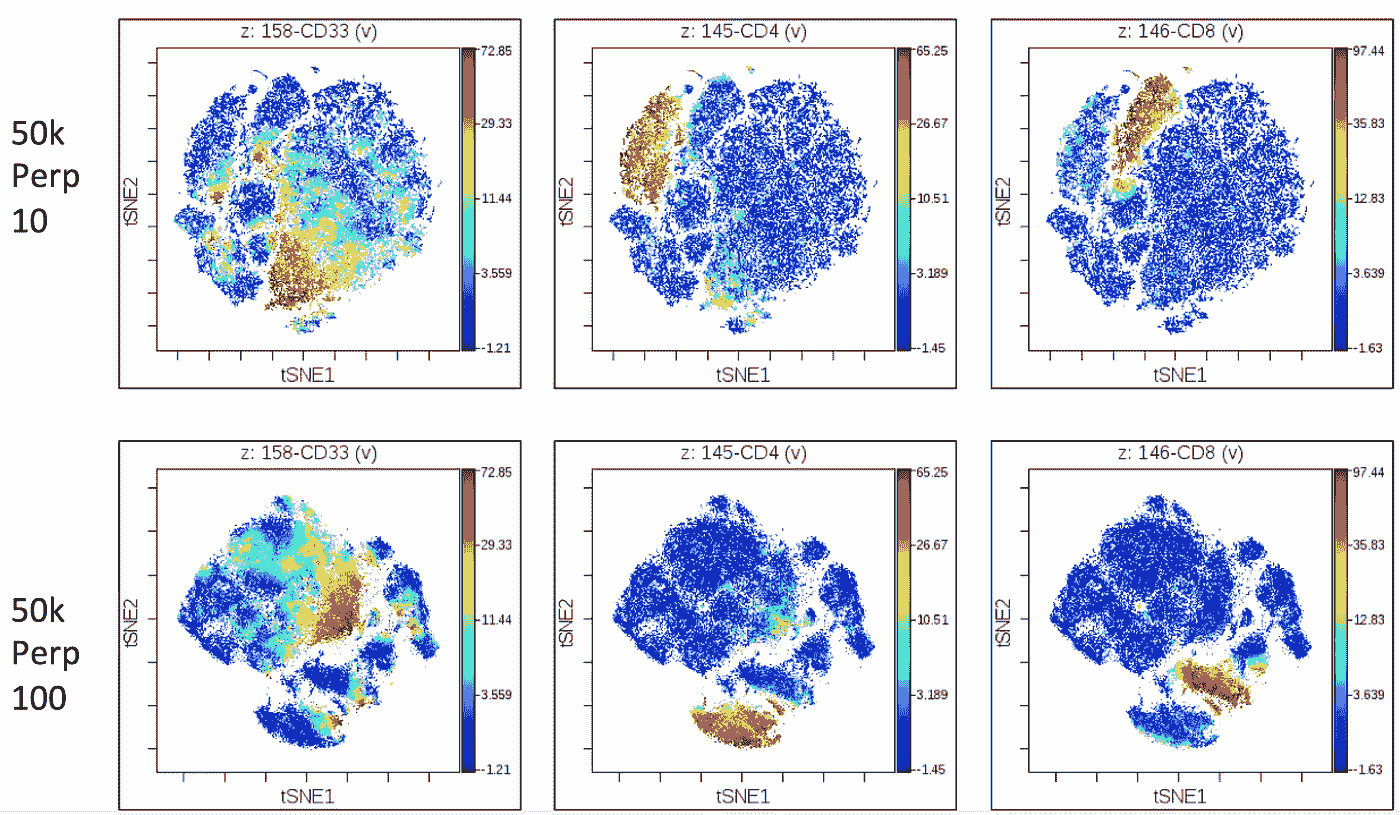 50k
Perp
10
z: 158-CD33 (v)
72.85
29.33
11.44
3.559
-1.21
tSNE2
tSNE1
z: 145-CD4 (v)
65.25
26.67
10.51
3.189
-1.45
tSNE2
tSNE1
z: 146-CD8 (v)
97.44
35.83
12.83
3.639
-1.63
tSNE2
tSNE1
50k
Perp
100
z: 158-CD33 (v)
72.85
29.33
11.44
3.559
-1.21
tSNE2
tSNE1
z: 145-CD4 (v)
65.25
26.67
10.51
3.189
-1.45
tSNE2
tSNE1
z: 146-CD8 (v)
97.44
35.83
12.83
3.639
-1.63
tSNE2
tSNE1